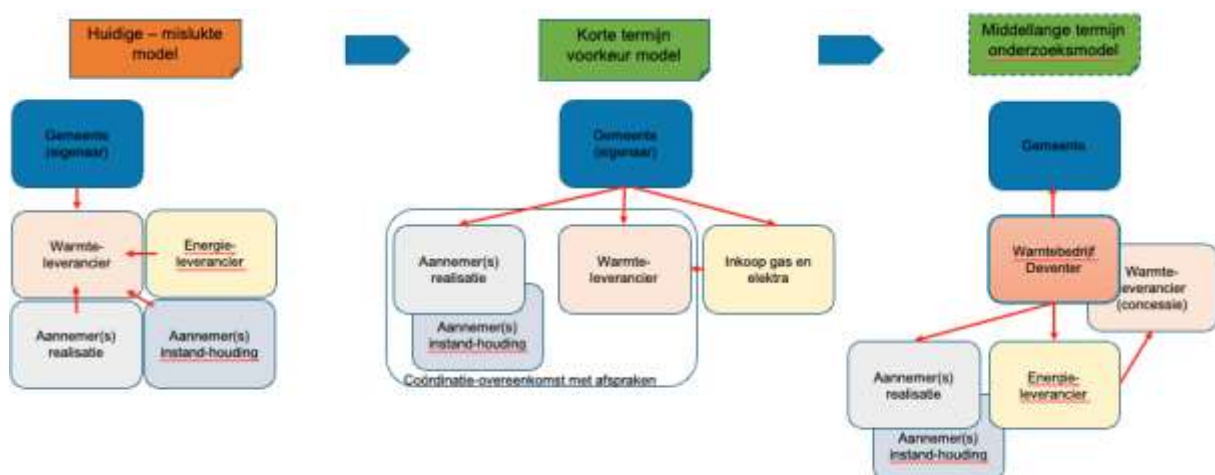 Huidige – mislukte
model
Korte termijn
voorkeur model
Middellange termijn
onderzoeksmodel
Gemeente
(eigenaar)
Warmte-
leverancier
Energie-
leverancier
Aannemer(s)
realisatie
Aannemer(s)
instand-houding
Gemeente
(eigenaar)
Aannemer(s)
realisatie
Warmte-
leverancier
Inkoop gas en
elektra
Aannemer(s)
instand-houding
Coördinatie-overeenkomst met afspraken
Gemeente
Warmtebedrijf
Deventer
Warmte-
leverancier
(concessie)
Aannemer(s)
realisatie
Energie-
leverancier
Aannemer(s)
instand-houding